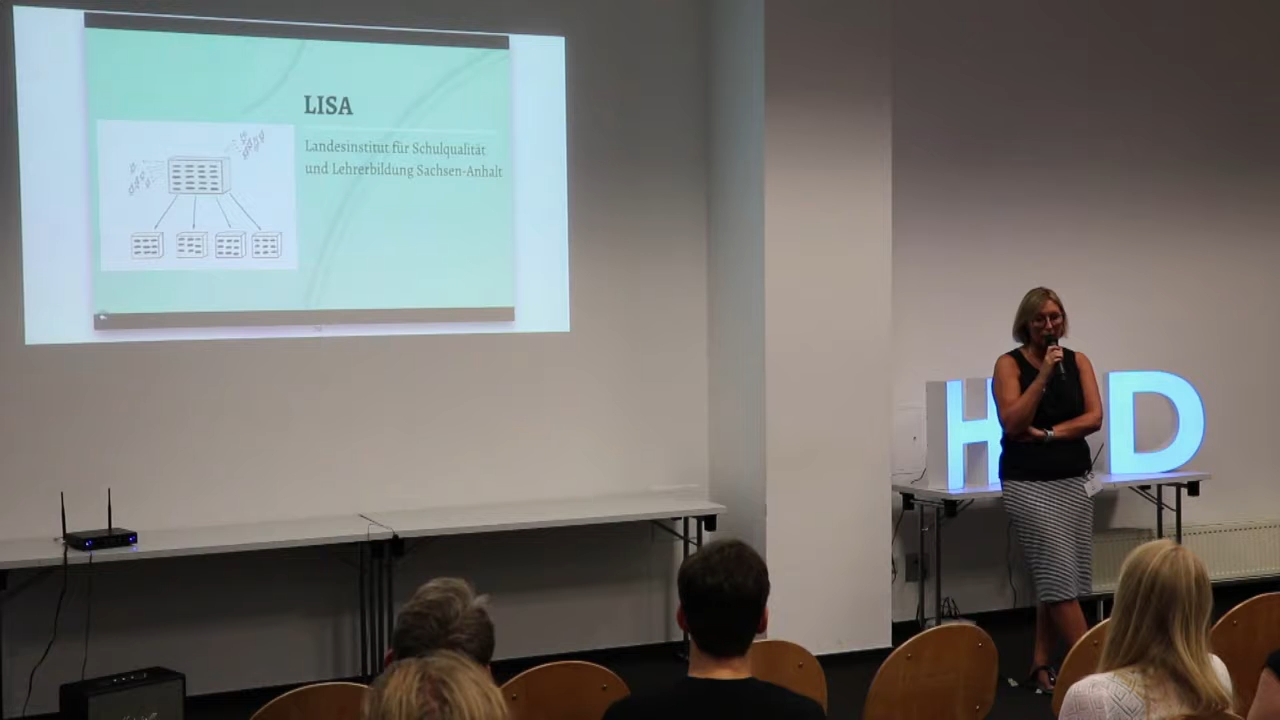 LISA
Landesinstitut für Schulqualität
und Lehrerbildung Sachsen-Anhalt
H D